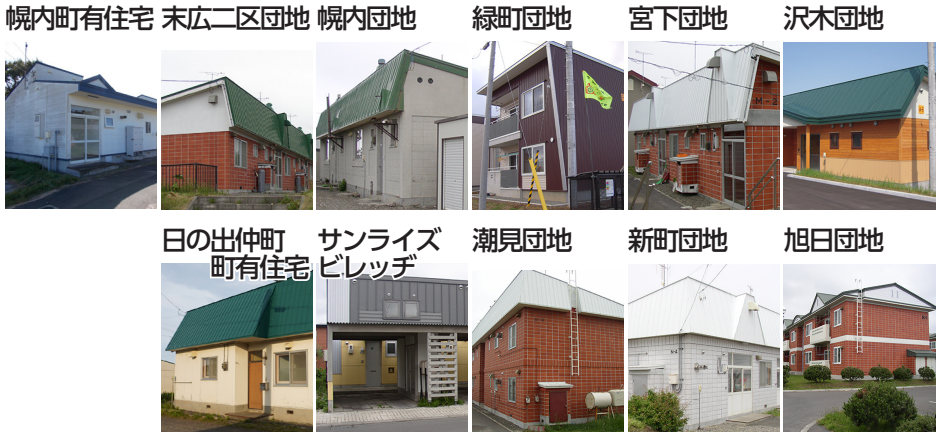 幌内町有住宅
末広二区団地
幌内団地
緑町団地
宮下団地
沢木団地
日の出仲町
町有住宅
サンライズ
ビレッヂ
潮見団地
新町団地
旭日団地